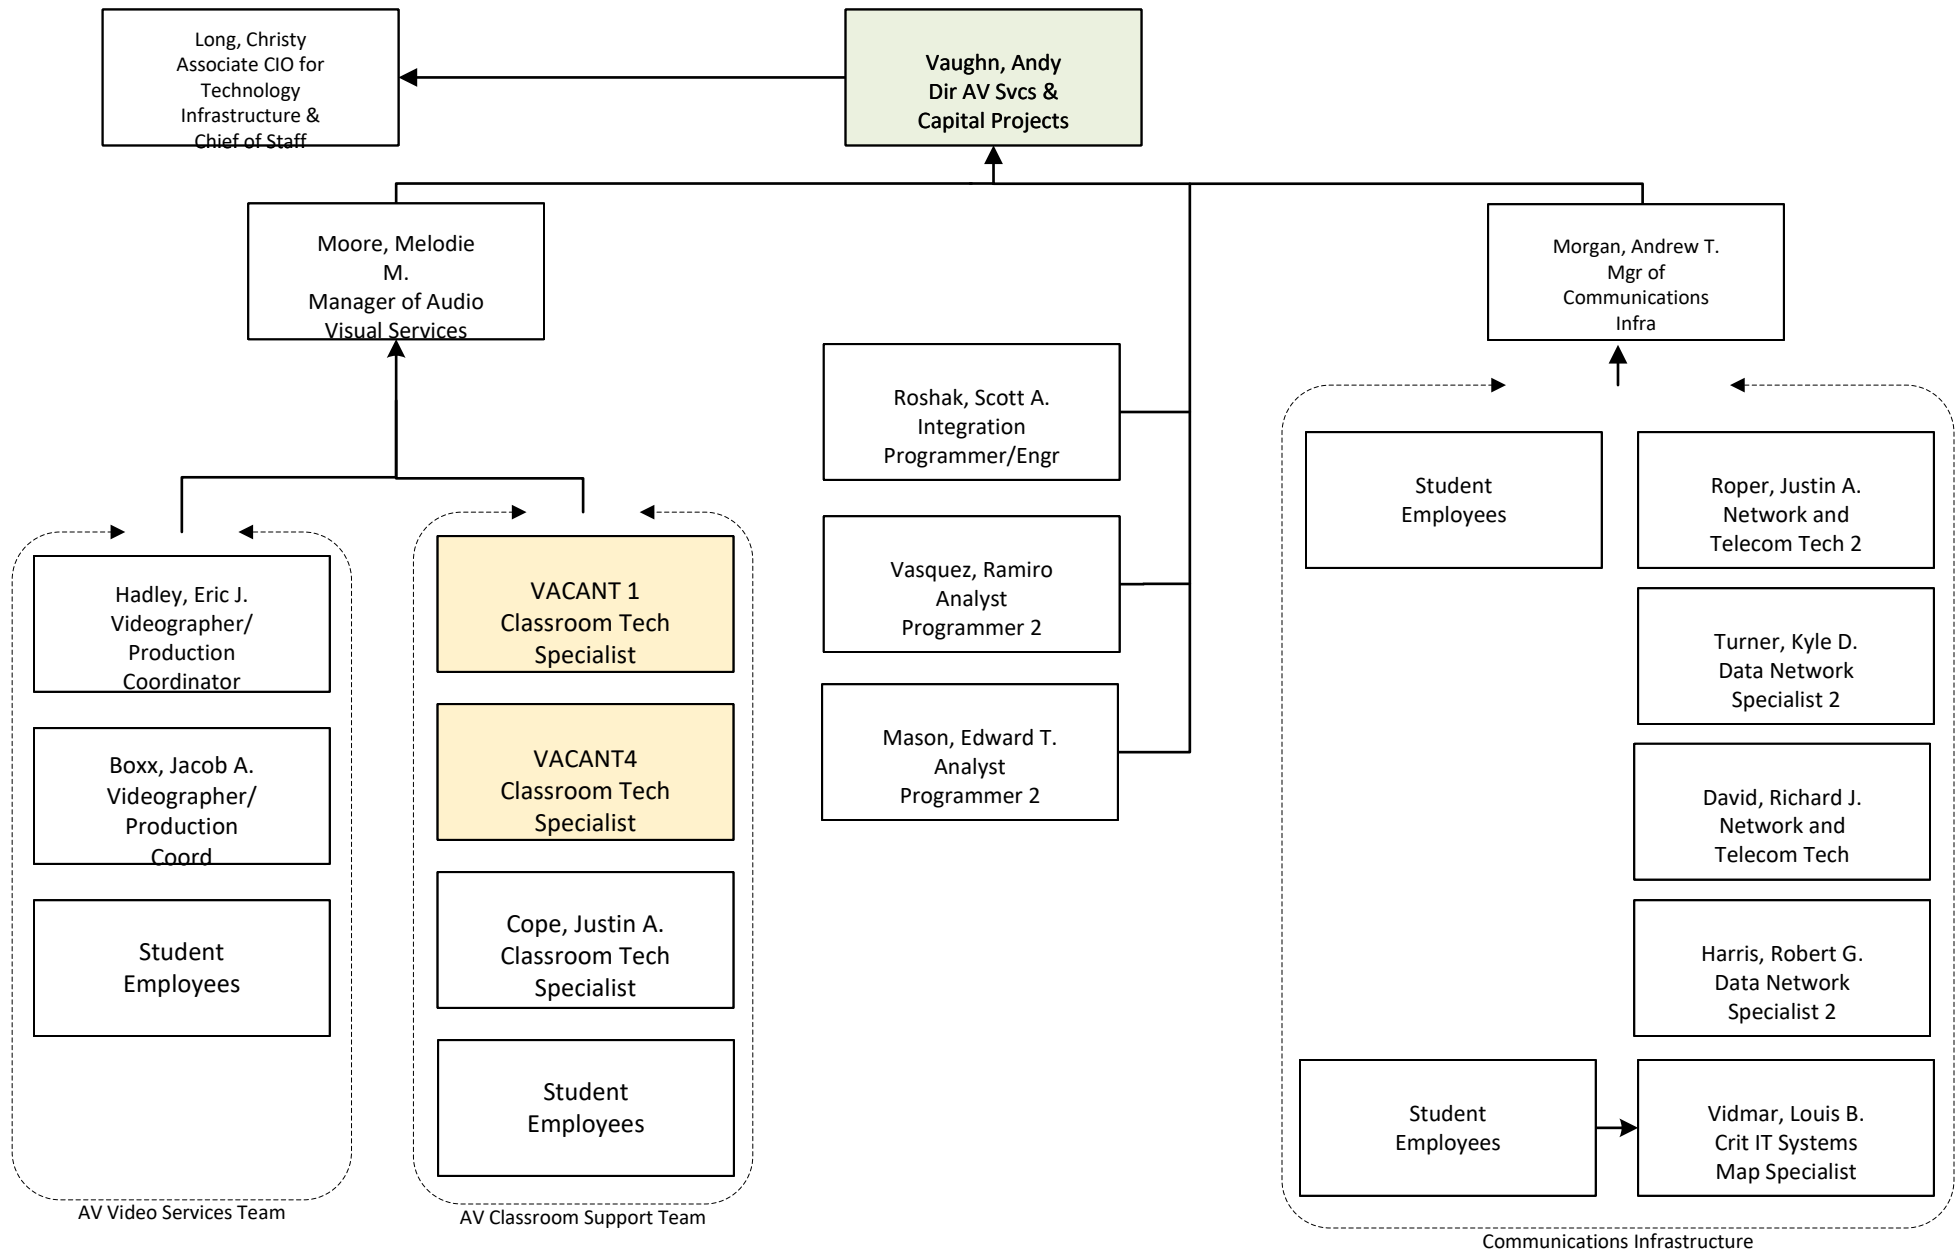 Long, Christy
Associate CIO for
Technology
Infrastructure &
Chief of Staff
Vaughn, Andy
Dir AV Svcs &
Capital Projects
Moore, Melodie
M.
Manager of Audio
Visual Services
Morgan, Andrew T.
Mgr of
Communications
Infra
Roshak, Scott A.
Integration
Programmer/Engr
Vasquez, Ramiro
Analyst
Programmer 2
Mason, Edward T.
Analyst
Programmer 2
Hadley, Eric J.
Videographer/
Production
Coordinator
Boxx, Jacob A.
Videographer/
Production
Coord
Student
Employees
AV Video Services Team
VACANT 1
Classroom Tech
Specialist
VACANT4
Classroom Tech
Specialist
Cope, Justin A.
Classroom Tech
Specialist
Student
Employees
AV Classroom Support Team
Student
Employees
Roper, Justin A.
Network and
Telecom Tech 2
Turner, Kyle D.
Data Network
Specialist 2
David, Richard J.
Network and
Telecom Tech
Harris, Robert G.
Data Network
Specialist 2
Student
Employees
Vidmar, Louis B.
Crit IT Systems
Map Specialist
Communications Infrastructure